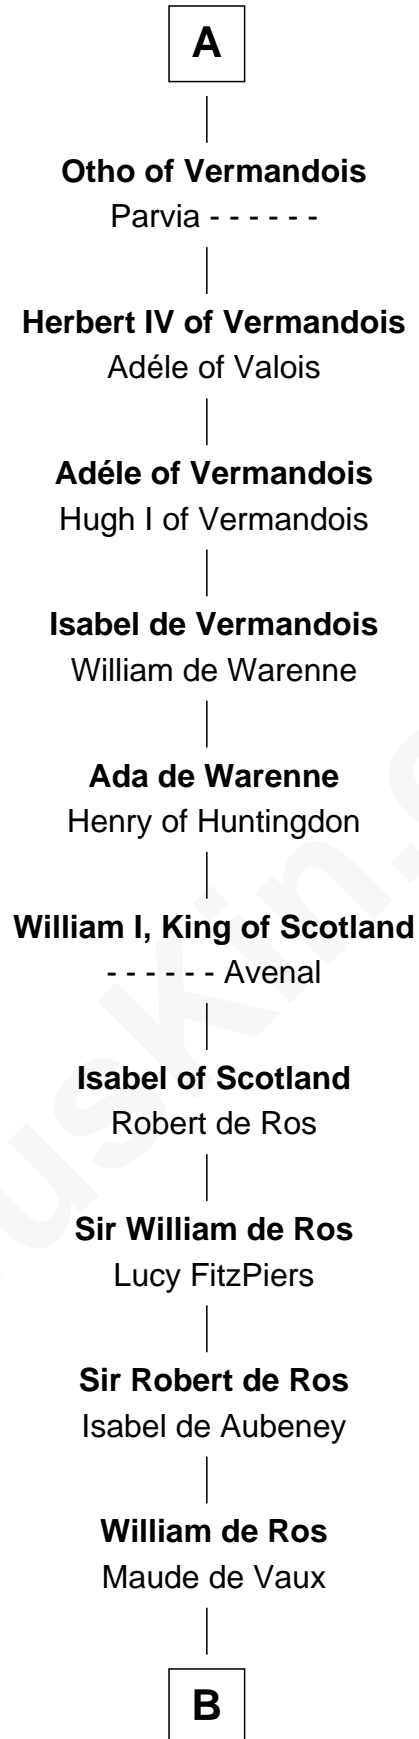 A
Otho of Vermandois
Parvia - - - - - -
Herbert IV of Vermandois
Adéle of Valois
Adéle of Vermandois
Hugh I of Vermandois
Isabel de Vermandois
William de Warenne
Ada de Warenne
Henry of Huntingdon
William I, King of Scotland
- - - - - - Avenal
Isabel of Scotland
Robert de Ros
Sir William de Ros
Lucy FitzPiers
Sir Robert de Ros
Isabel de Aubeney
William de Ros
Maude de Vaux
B